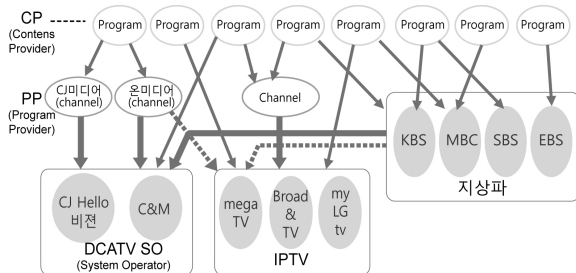 CP
(Contens
Provider)
Program Program Program Program Program Program Program Program
PP
(Program
Provider)
CJ미디어
(channel)
온미디어
(channel)
Channel
KBS MBC SBS EBS
지상파
CJ Hello
비젼
C&M
DCATV SO
(System Operator)
mega
TV
Broad
&
TV
my
LG
tv
IPTV